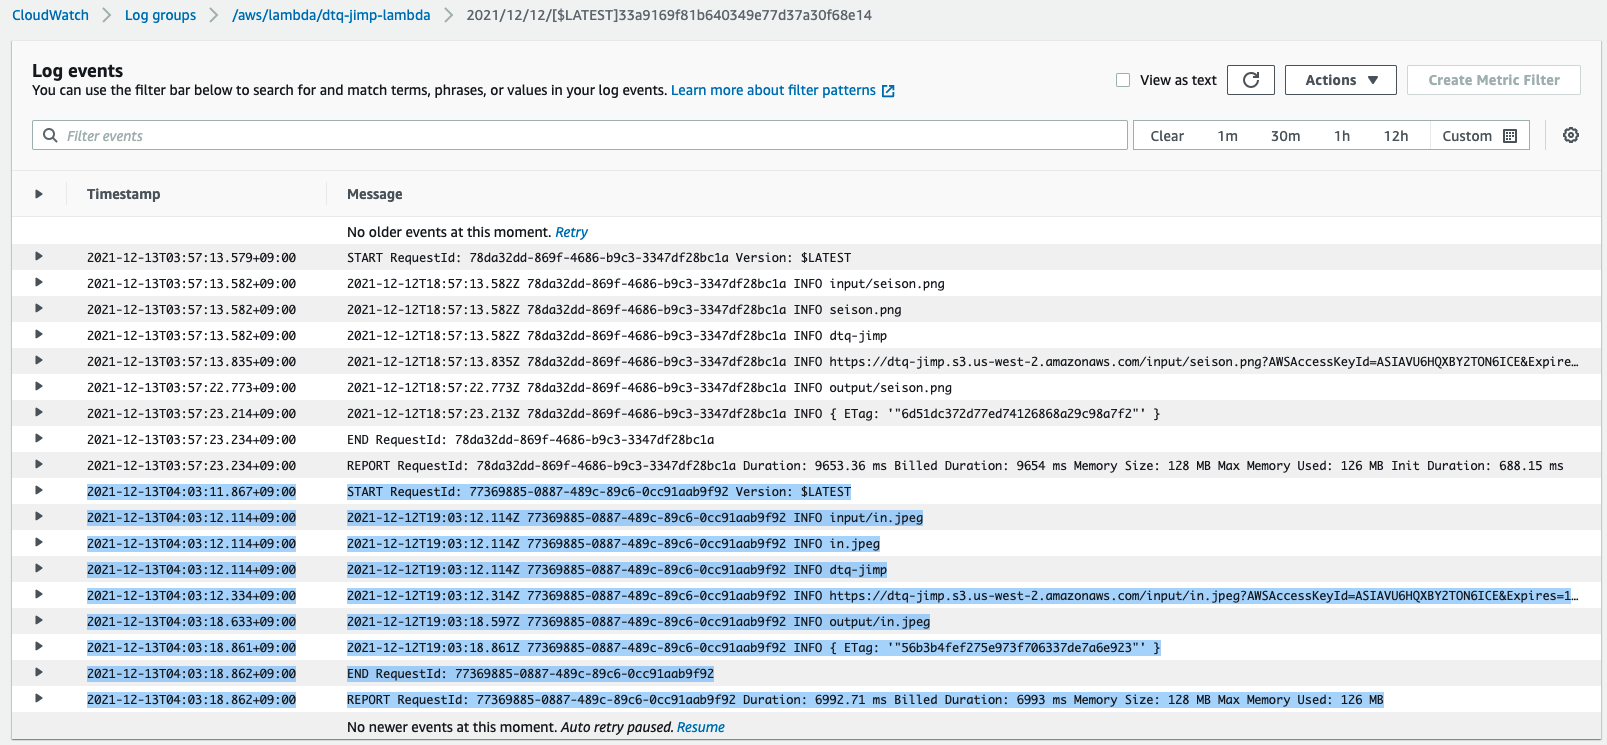 CloudWatch Log groups /aws/lambda/dtq-jimp-lambda 2021/12/12/[$LATEST]33a9169f81b640349e77d37a30f68e14
Log events
You can use the filter bar below to search for and match terms, phrases, or values in your log events. Learn more about filter patterns
View as text Actions Create Metric Filter
Filter events Clear 1m 30m 1h 12h Custom
Timestamp Message
No older events at this moment. Retry
2021-12-13T03:57:13.579+09:00 START RequestId: 78da32dd-869f-4686-b9c3-3347df28bc1a Version: $LATEST
2021-12-13T03:57:13.582+09:00 2021-12-12T18:57:13.582Z 78da32dd-869f-4686-b9c3-3347df28bc1a INFO input/seison.png
2021-12-13T03:57:13.582+09:00 2021-12-12T18:57:13.582Z 78da32dd-869f-4686-b9c3-3347df28bc1a INFO seison.png
2021-12-13T03:57:13.582+09:00 2021-12-12T18:57:13.582Z 78da32dd-869f-4686-b9c3-3347df28bc1a INFO dtq-jimp
2021-12-13T03:57:13.835+09:00 2021-12-12T18:57:13.835Z 78da32dd-869f-4686-b9c3-3347df28bc1a INFO https://dtq-jimp.s3.us-west-2.amazonaws.com/input/seison.png?AWSAccessKeyId=ASIAVU6HQXBY2TON6ICE&Expire…
2021-12-13T03:57:22.773+09:00 2021-12-12T18:57:22.773Z 78da32dd-869f-4686-b9c3-3347df28bc1a INFO output/seison.png
2021-12-13T03:57:23.214+09:00 2021-12-12T18:57:23.213Z 78da32dd-869f-4686-b9c3-3347df28bc1a INFO { ETag: '"6d51dc372d77ed74126868a29c98a7f2"' }
2021-12-13T03:57:23.234+09:00 END RequestId: 78da32dd-869f-4686-b9c3-3347df28bc1a
2021-12-13T03:57:23.234+09:00 REPORT RequestId: 78da32dd-869f-4686-b9c3-3347df28bc1a Duration: 9653.36 ms Billed Duration: 9654 ms Memory Size: 128 MB Max Memory Used: 126 MB Init Duration: 688.15 ms
2021-12-13T04:03:11.867+09:00 START RequestId: 77369885-0887-489c-89c6-0cc91aab9f92 Version: $LATEST
2021-12-13T04:03:12.114+09:00 2021-12-12T19:03:12.114Z 77369885-0887-489c-89c6-0cc91aab9f92 INFO input/in.jpeg
2021-12-13T04:03:12.114+09:00 2021-12-12T19:03:12.114Z 77369885-0887-489c-89c6-0cc91aab9f92 INFO in.jpeg
2021-12-13T04:03:12.114+09:00 2021-12-12T19:03:12.114Z 77369885-0887-489c-89c6-0cc91aab9f92 INFO dtq-jimp
2021-12-13T04:03:12.334+09:00 2021-12-12T19:03:12.314Z 77369885-0887-489c-89c6-0cc91aab9f92 INFO https://dtq-jimp.s3.us-west-2.amazonaws.com/input/in.jpeg?AWSAccessKeyId=ASIAVU6HQXBY2TON6ICE&Expires=1…
2021-12-13T04:03:18.633+09:00 2021-12-12T19:03:18.597Z 77369885-0887-489c-89c6-0cc91aab9f92 INFO output/in.jpeg
2021-12-13T04:03:18.861+09:00 2021-12-12T19:03:18.861Z 77369885-0887-489c-89c6-0cc91aab9f92 INFO { ETag: '"56b3b4fef275e973f706337de7a6e923"' }
2021-12-13T04:03:18.862+09:00 END RequestId: 77369885-0887-489c-89c6-0cc91aab9f92
2021-12-13T04:03:18.862+09:00 REPORT RequestId: 77369885-0887-489c-89c6-0cc91aab9f92 Duration: 6992.71 ms Billed Duration: 6993 ms Memory Size: 128 MB Max Memory Used: 126 MB
No newer events at this moment. Auto retry paused. Resume